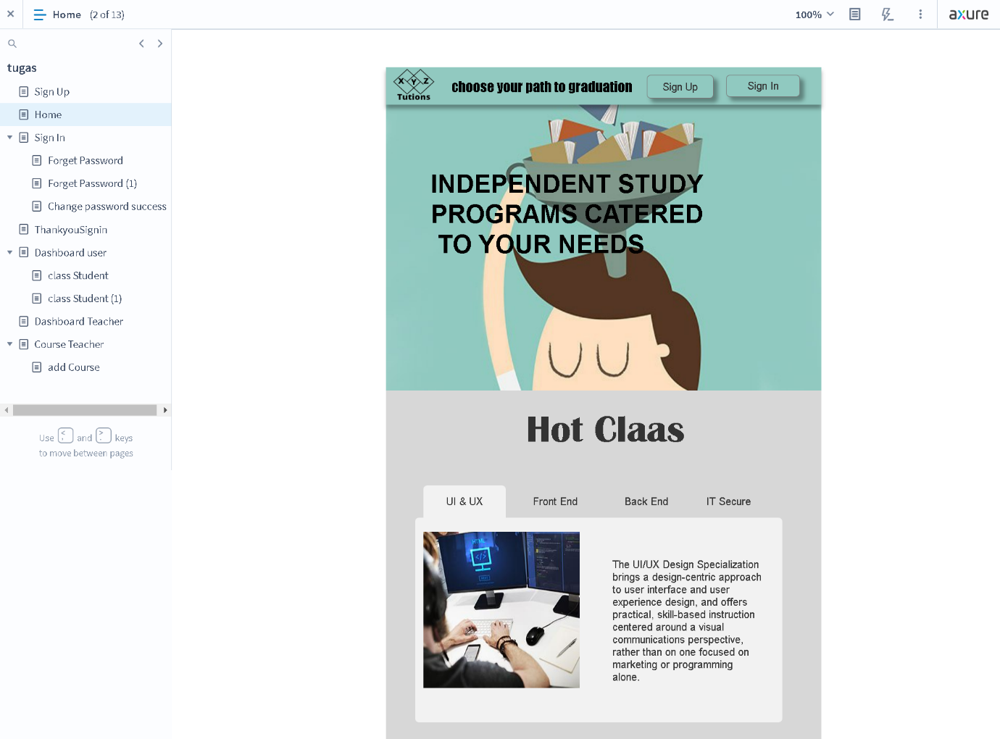 Home (2 of 13)
100%
axure
tugas
Sign Up
Home
Sign In
Forget Password
Forget Password (1)
Change password success
ThankyouSignin
Dashboard user
class Student
class Student (1)
Dashboard Teacher
Course Teacher
add Course
Use < , and > . keys
to move between pages
X Y Z
Tutions
choose your path to graduation
Sign Up
Sign In
INDEPENDENT STUDY
PROGRAMS CATERED
TO YOUR NEEDS
Hot Claas
UI & UX
Front End
Back End
IT Secure
HTML
</>
The UI/UX Design Specialization
brings a design-centric approach
to user interface and user
experience design, and offers
practical, skill-based instruction
centered around a visual
communications perspective,
rather than on one focused on
marketing or programming
alone.